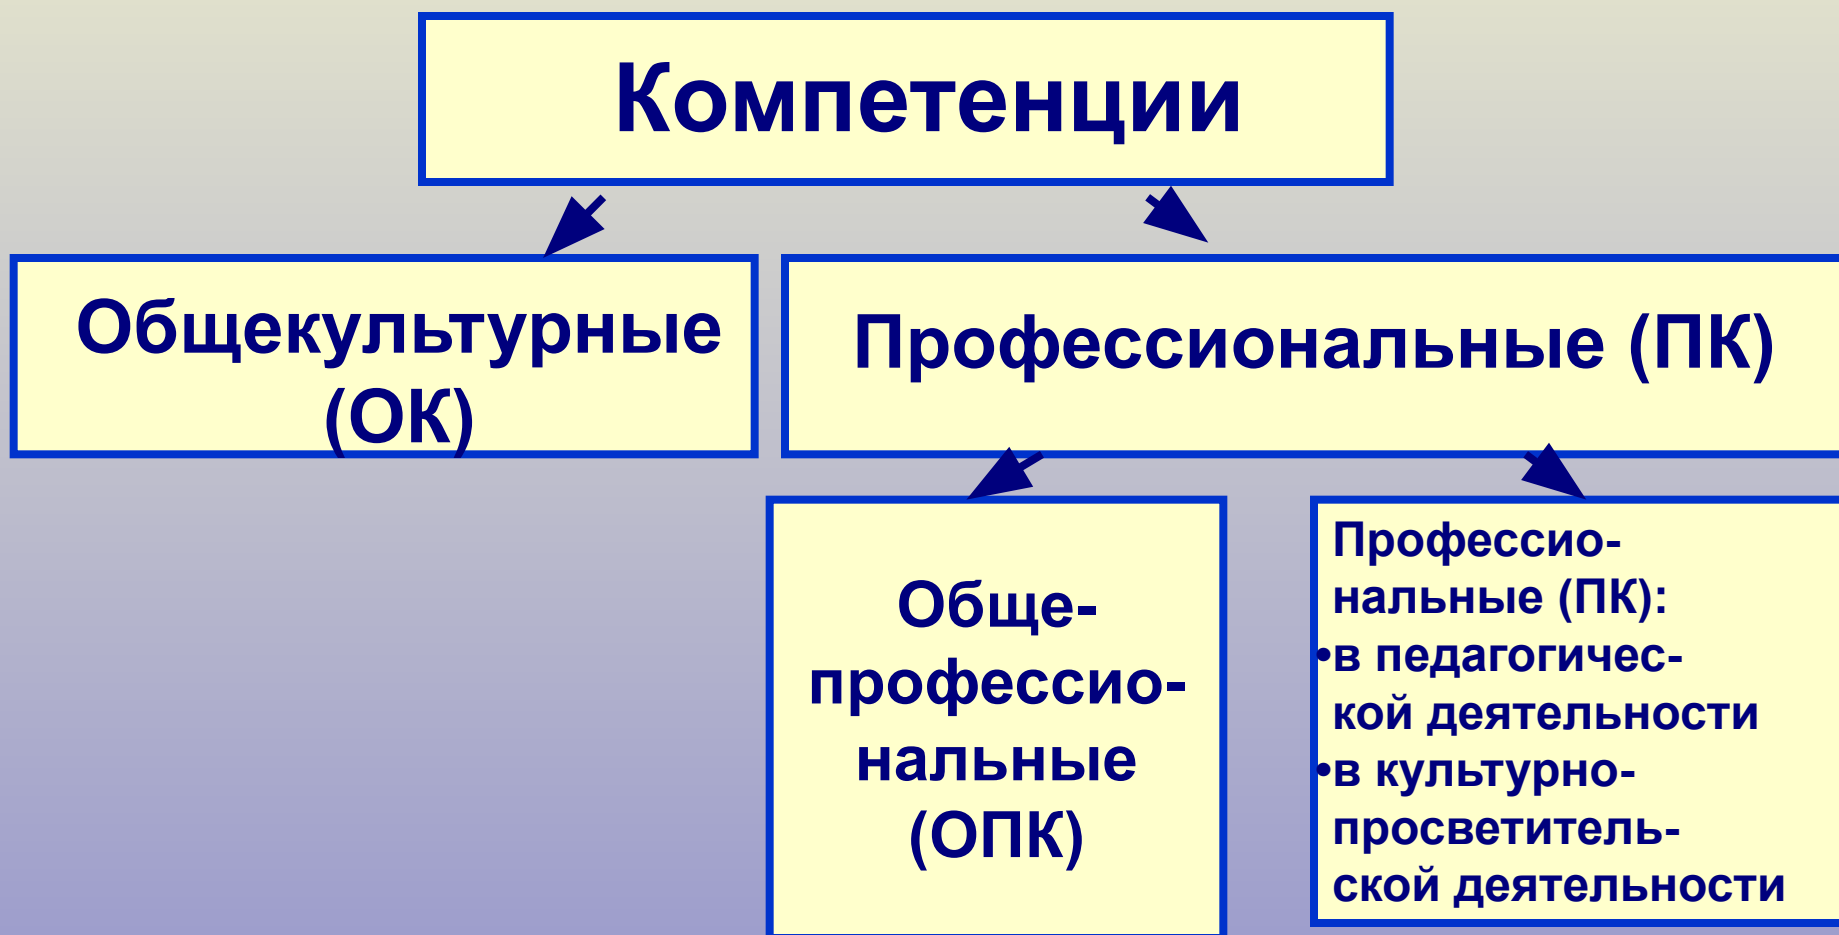 Компетенции
Общекультурные
(ОК)
Профессиональные (ПК)
Обще-
профессио-
нальные
(ОПК)
Профессио-
нальные (ПК):
•в педагогичес-
кой деятельности
•в культурно-
просветитель-
ской деятельности